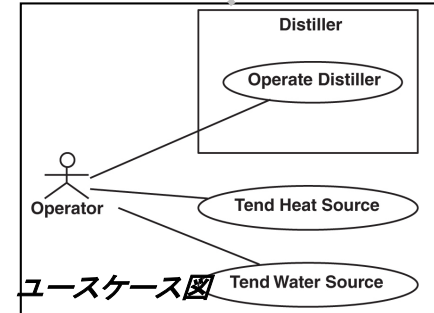 Distiller
Operate Distiller
Operator
Tend Heat Source
Tend Water Source
ユースケース図